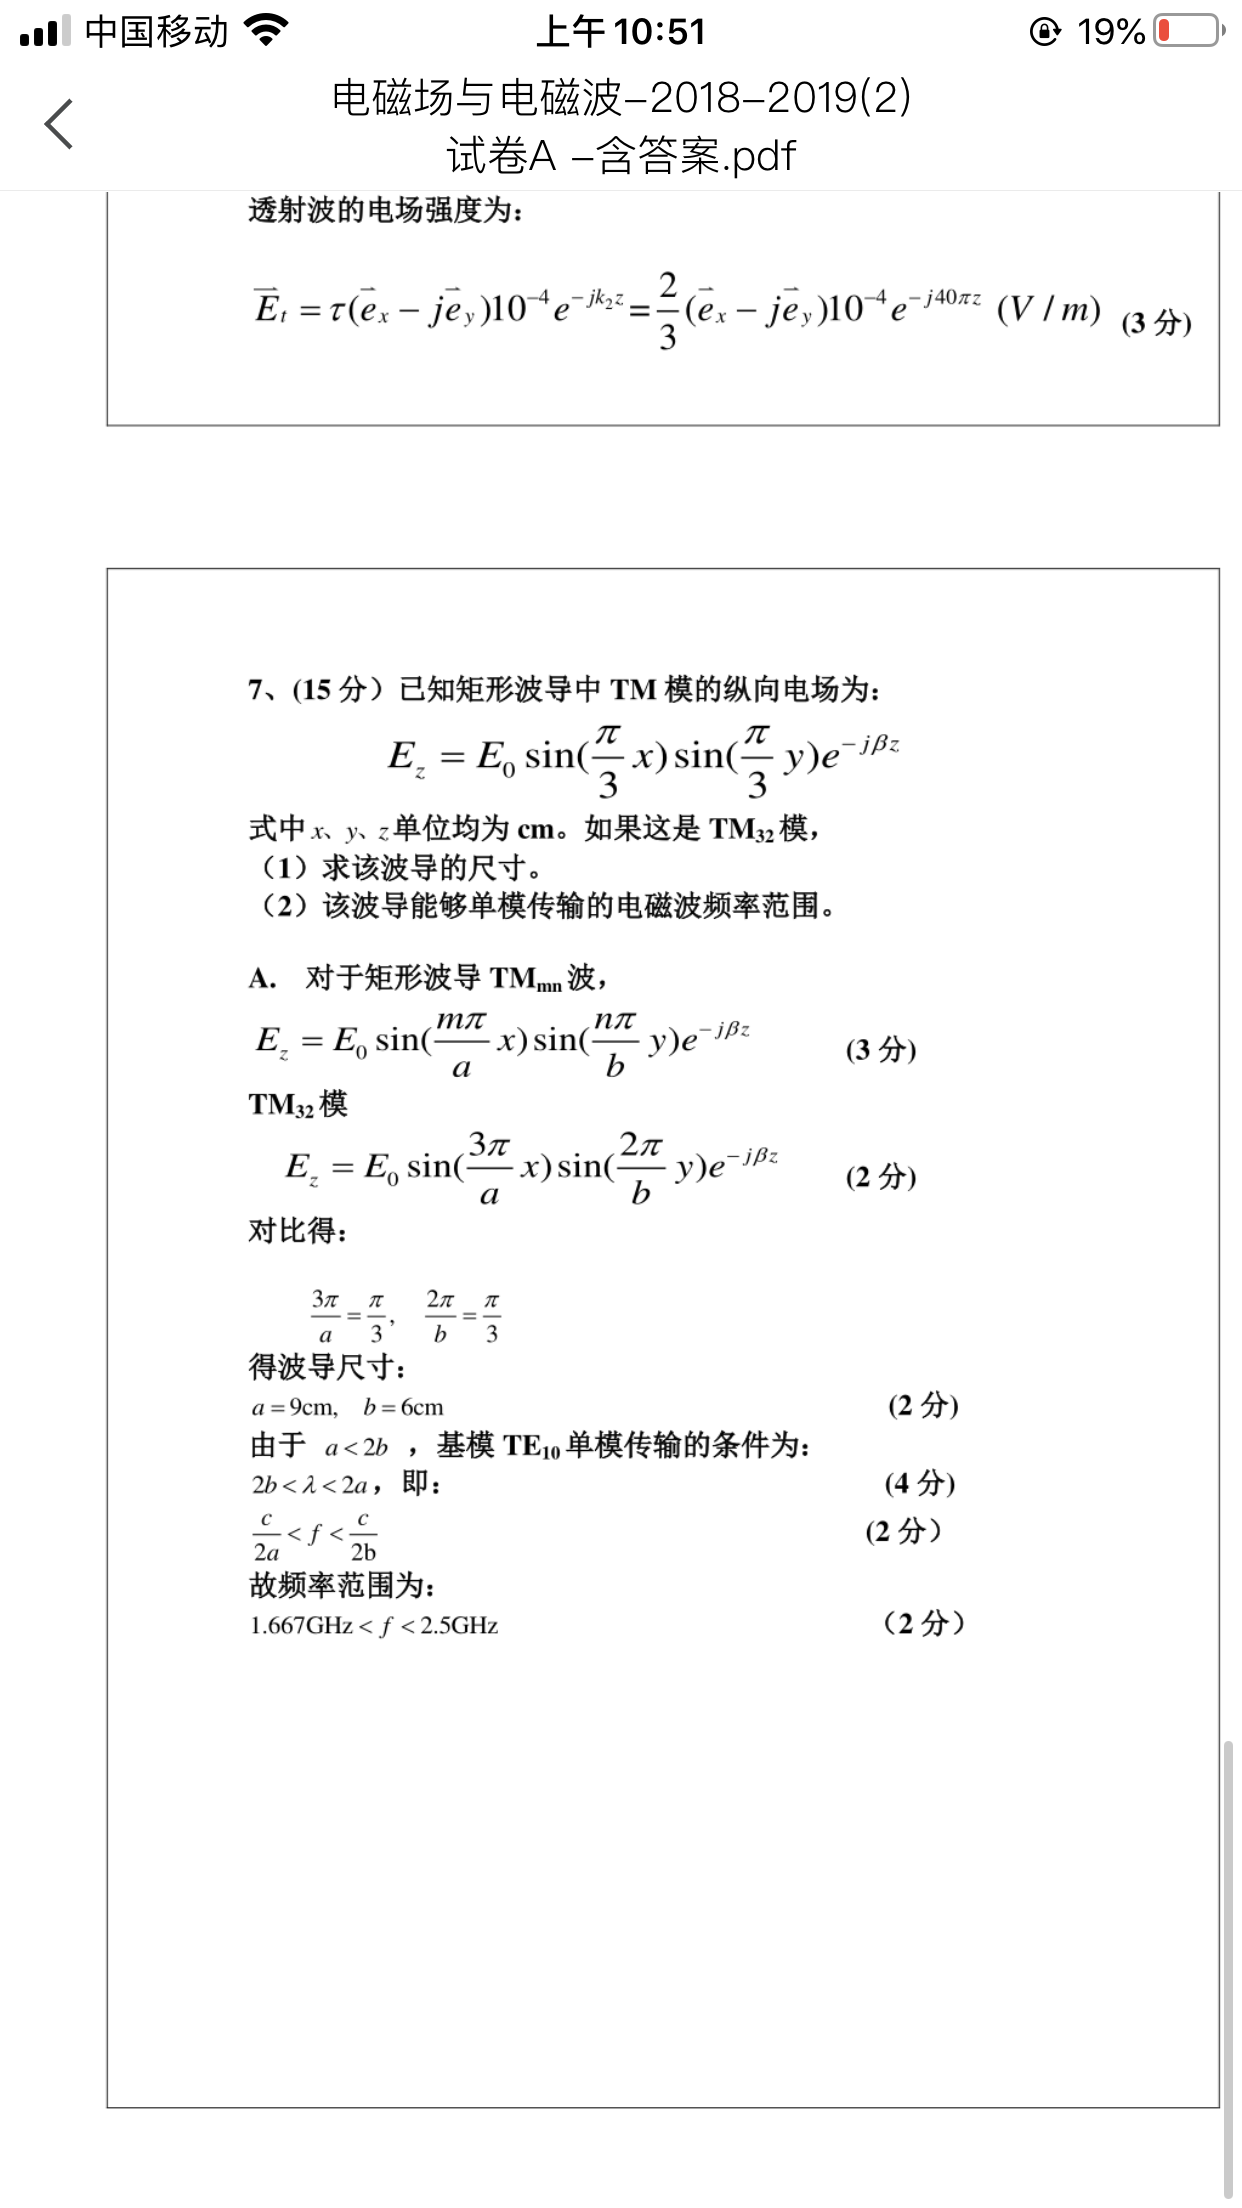 中国移动 上午10:51 19%
电磁场与电磁波-2018-2019(2)
试卷A -含答案.pdf
透射波的电场强度为：
$\vec{E}_t = \tau(\vec{e}_x - j\vec{e}_y)10^{-4}e^{-jk_2z} = \frac{2}{3}(\vec{e}_x - j\vec{e}_y)10^{-4}e^{-j40\pi z}\ (V/m)$ (3 分)
7、(15 分）已知矩形波导中 TM 模的纵向电场为：
$E_z = E_0 \sin(\frac{\pi}{3}x)\sin(\frac{\pi}{3}y)e^{-j\beta z}$
式中 x、y、z 单位均为 cm。如果这是 TM₃₂ 模，
（1）求该波导的尺寸。
（2）该波导能够单模传输的电磁波频率范围。
A. 对于矩形波导 TMₘₙ 波，
$E_z = E_0 \sin(\frac{m\pi}{a}x)\sin(\frac{n\pi}{b}y)e^{-j\beta z}$ (3 分)
TM₃₂ 模
$E_z = E_0 \sin(\frac{3\pi}{a}x)\sin(\frac{2\pi}{b}y)e^{-j\beta z}$ (2 分)
对比得：
$\frac{3\pi}{a} = \frac{\pi}{3},\ \frac{2\pi}{b} = \frac{\pi}{3}$
得波导尺寸：
a = 9cm, b = 6cm (2 分)
由于 a < 2b ，基模 TE₁₀ 单模传输的条件为：
2b < λ < 2a，即： (4 分)
$\frac{c}{2a} < f < \frac{c}{2b}$ (2 分）
故频率范围为：
1.667GHz < f < 2.5GHz （2 分）